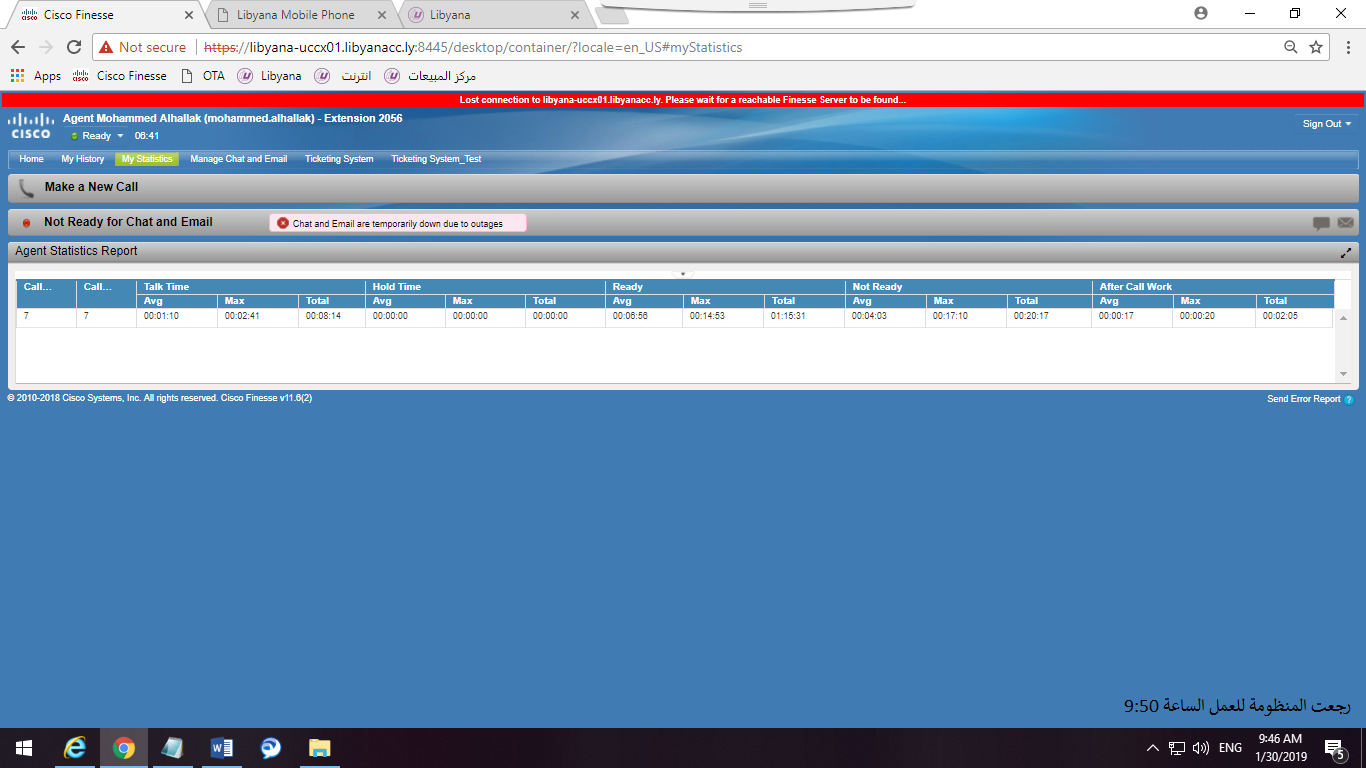 Cisco Finesse
Libyana Mobile Phone
Libyana
Not secure
https://libyana-uccx01.libyanacc.ly:8445/desktop/container/?locale=en_US#myStatistics
Apps Cisco Finesse OTA Libyana انترنت مركز المبيعات
Lost connection to libyana-uccx01.libyanacc.ly. Please wait for a reachable Finesse Server to be found...
CISCO
Agent Mohammed Alhallak (mohammed.alhallak) - Extension 2056
Ready 06:41
Sign Out
Home My History My Statistics Manage Chat and Email Ticketing System Ticketing System_Test
Make a New Call
Not Ready for Chat and Email
Chat and Email are temporarily down due to outages
Agent Statistics Report
Call... Call... Talk Time Hold Time Ready Not Ready After Call Work
Avg Max Total Avg Max Total Avg Max Total Avg Max Total Avg Max Total
7 7 00:01:10 00:02:41 00:08:14 00:00:00 00:00:00 00:00:00 00:06:56 00:14:53 01:15:31 00:04:03 00:17:10 00:20:17 00:00:17 00:00:20 00:02:05
© 2010-2018 Cisco Systems, Inc. All rights reserved. Cisco Finesse v11.6(2)
Send Error Report
رجعت المنظومة للعمل الساعة 9:50
ENG
9:46 AM
1/30/2019
5